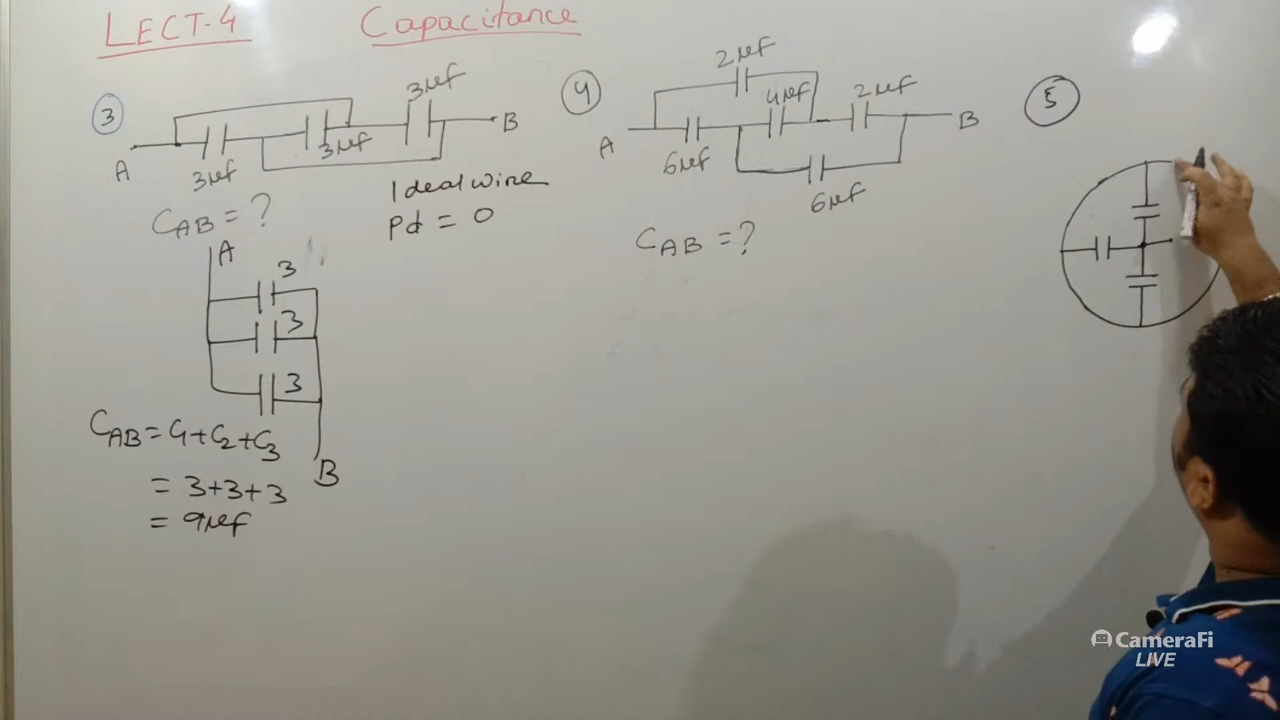 LECT-4 Capacitance
3
3μf
3μf
3μf
A
B
CAB = ?
Ideal wire
Pd = 0
A
3
3
3
B
CAB = C1+C2+C3
= 3+3+3
= 9μf
4
2μf
4μf
2μf
6μf
6μf
A
B
CAB = ?
5
CameraFi
LIVE